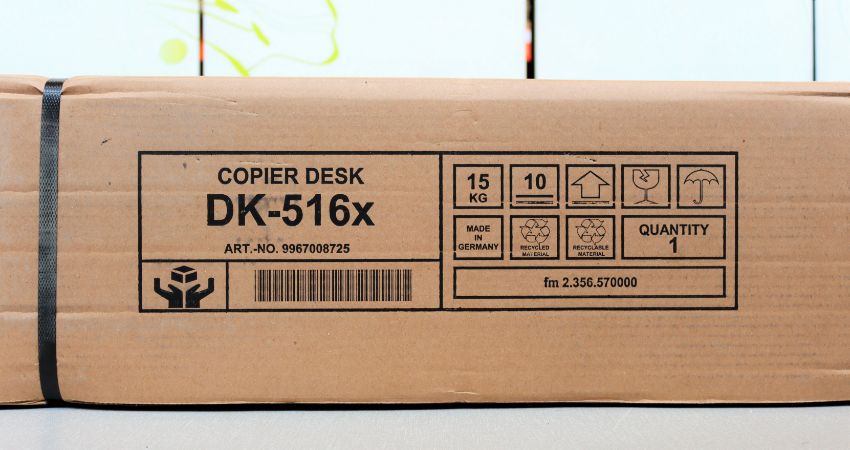 COPIER DESK
DK-516x
ART.-NO. 9967008725
15
KG
10
MADE
IN
GERMANY
RECYCLED
MATERIAL
RECYCLABLE
MATERIAL
QUANTITY
1
fm 2.356.570000